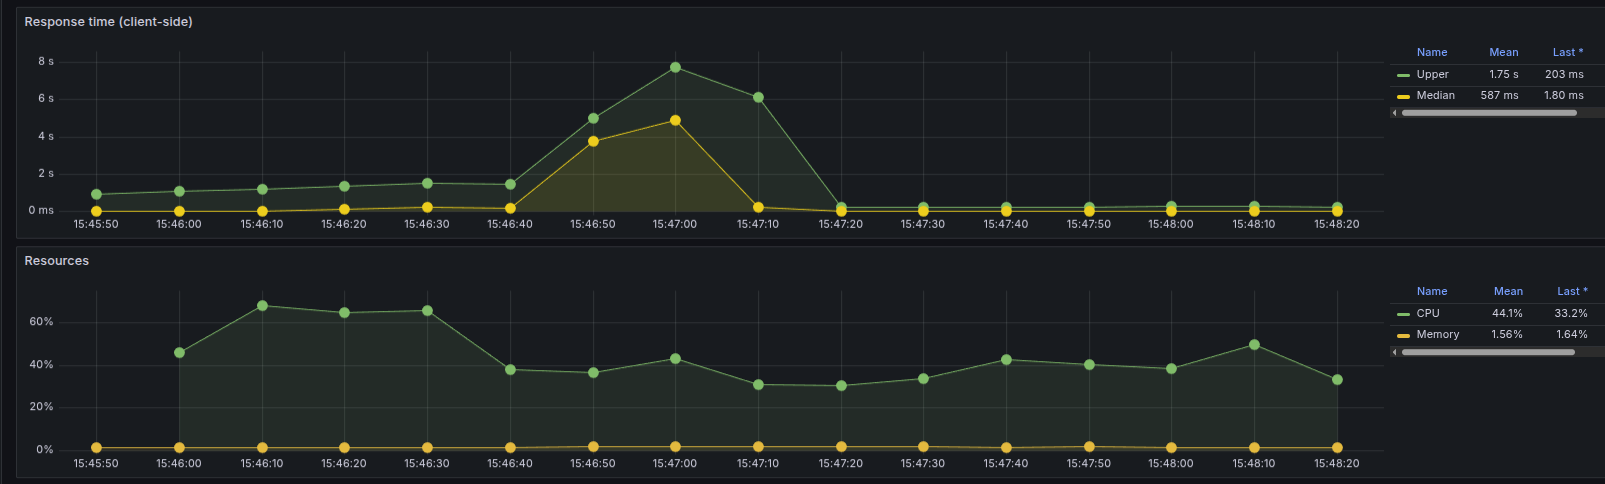 Response time (client-side)
8 s
6 s
4 s
2 s
0 ms
15:45:50 15:46:00 15:46:10 15:46:20 15:46:30 15:46:40 15:46:50 15:47:00 15:47:10 15:47:20 15:47:30 15:47:40 15:47:50 15:48:00 15:48:10 15:48:20
Name Mean Last *
Upper 1.75 s 203 ms
Median 587 ms 1.80 ms
Resources
60%
40%
20%
0%
15:45:50 15:46:00 15:46:10 15:46:20 15:46:30 15:46:40 15:46:50 15:47:00 15:47:10 15:47:20 15:47:30 15:47:40 15:47:50 15:48:00 15:48:10 15:48:20
Name Mean Last *
CPU 44.1% 33.2%
Memory 1.56% 1.64%